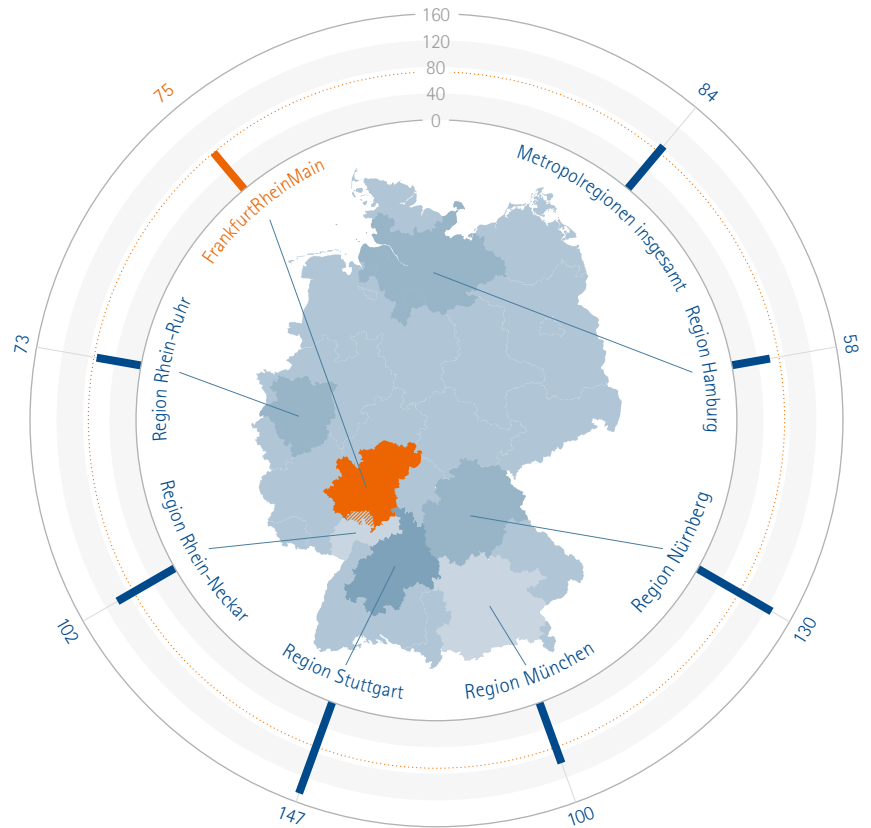 160
120
80
40
0
75
FrankfurtRheinMain
84
Metropolregionen insgesamt
58
Region Hamburg
130
Region Nürnberg
100
Region München
147
Region Stuttgart
102
Region Rhein-Neckar
73
Region Rhein-Ruhr